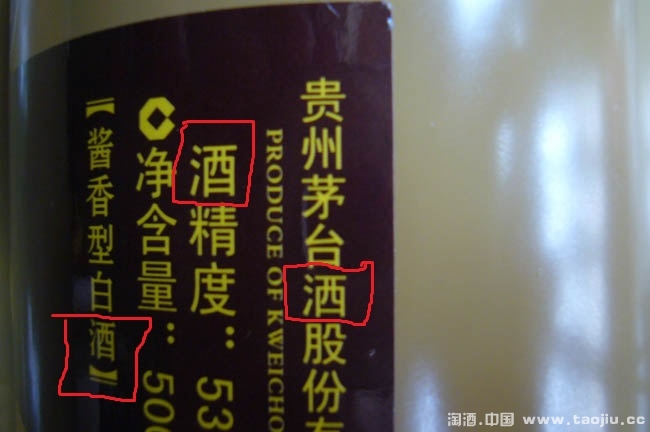 贵州茅台洒股份有
PRODUCE OF KWEICHO
酒精度：53
净含量：500
【酱香型白酒】
淘酒.中国 www.taojiu.cc